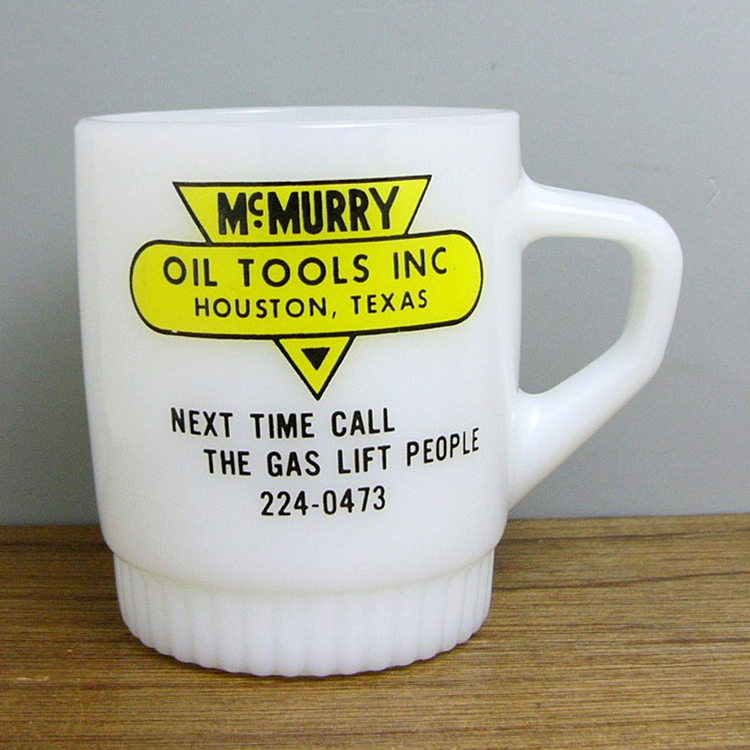 McMURRY
OIL TOOLS INC
HOUSTON, TEXAS
NEXT TIME CALL
THE GAS LIFT PEOPLE
224-0473